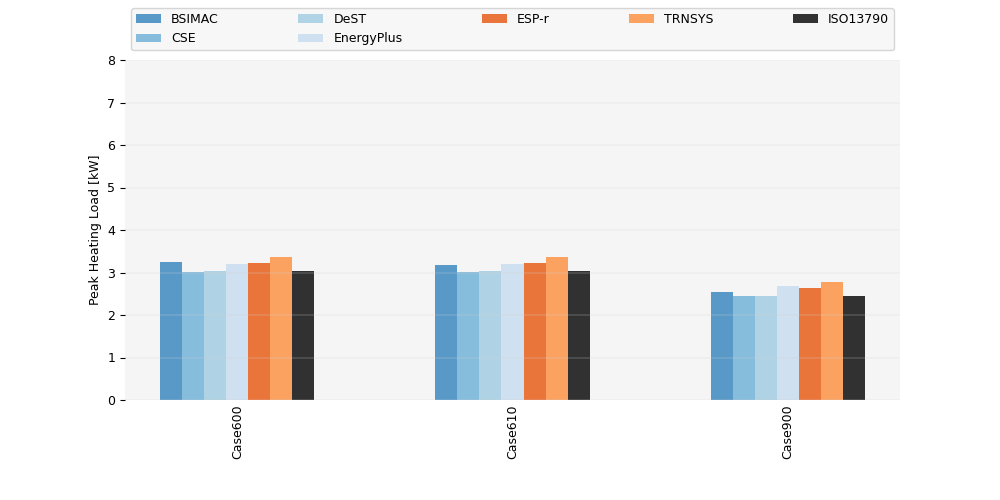 BSIMAC DeST ESP-r TRNSYS ISO13790
CSE EnergyPlus
8
7
6
5
4
3
2
1
0
Peak Heating Load [kW]
Case600 Case610 Case900